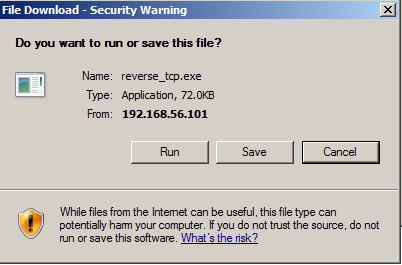 File Download - Security Warning
Do you want to run or save this file?
Name: reverse_tcp.exe
Type: Application, 72.0KB
From: 192.168.56.101
Run Save Cancel
While files from the Internet can be useful, this file type can
potentially harm your computer. If you do not trust the source, do not
run or save this software. What's the risk?